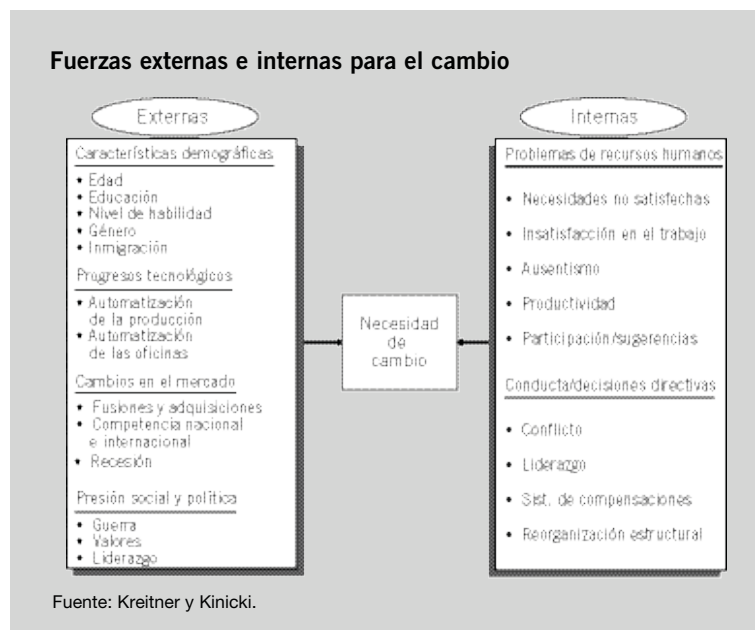 Fuerzas externas e internas para el cambio
Externas
Características demográficas
• Edad
• Educación
• Nivel de habilidad
• Género
• Inmigración
Progresos tecnológicos
• Automatización
de la producción
• Automatización
de las oficinas
Cambios en el mercado
• Fusiones y adquisiciones
• Competencia nacional
e internacional
• Recesión
Presión social y política
• Guerra
• Valores
• Liderazgo
Necesidad
de
cambio
Internas
Problemas de recursos humanos
• Necesidades no satisfechas
• Insatisfacción en el trabajo
• Ausentismo
• Productividad
• Participación/sugerencias
Conducta/decisiones directivas
• Conflicto
• Liderazgo
• Sist. de compensaciones
• Reorganización estructural
Fuente: Kreitner y Kinicki.